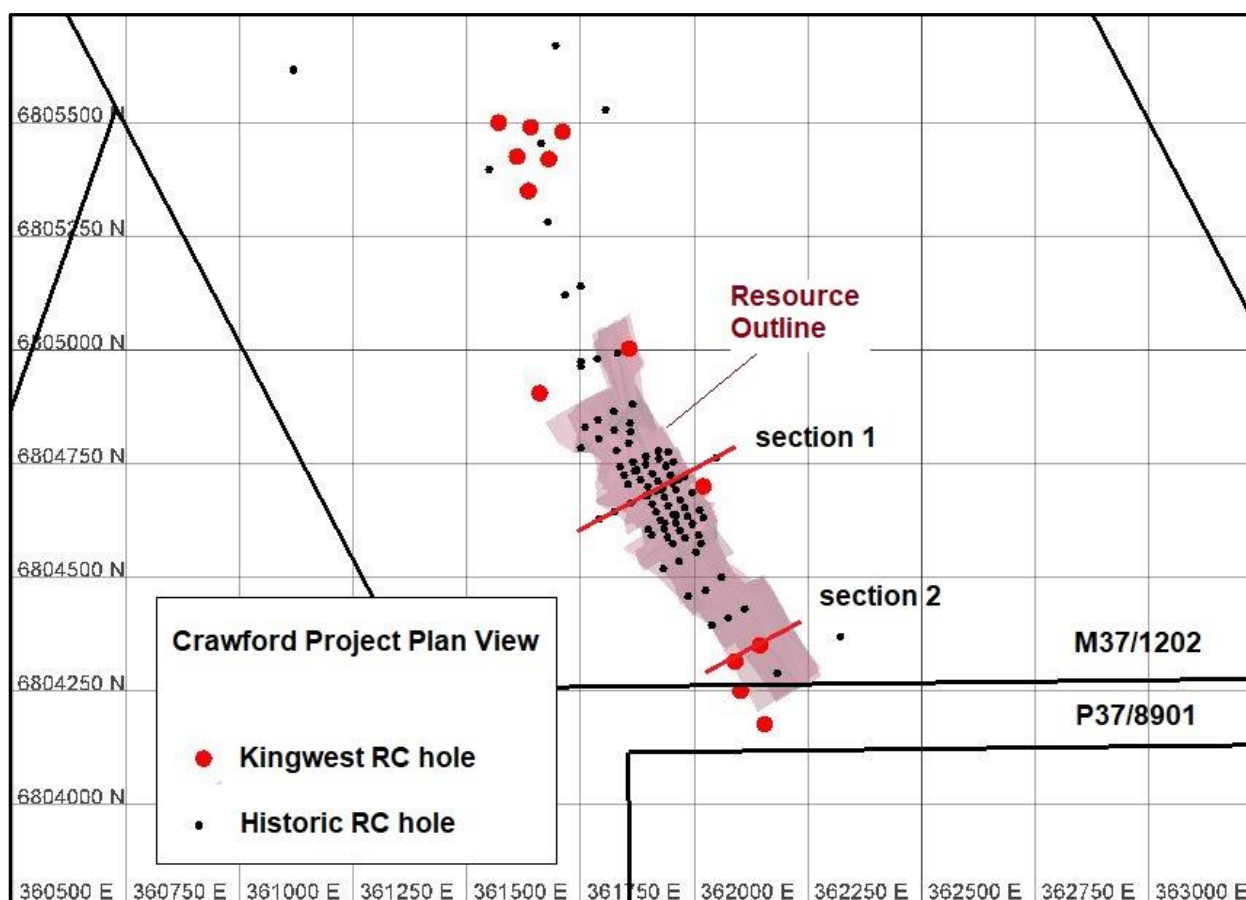 6805500 N
6805250 N
Resource
Outline
6805000 N
section 1
6804750 N
6804500 N
section 2
Crawford Project Plan View
M37/1202
6804250 N
P37/8901
Kingwest RC hole
6804000 N
Historic RC hole
360500 E 360750 E 361000 E 361250 E 361500 E 361750 E 362000 E 362250 E 362500 E 362750 E 363000 E